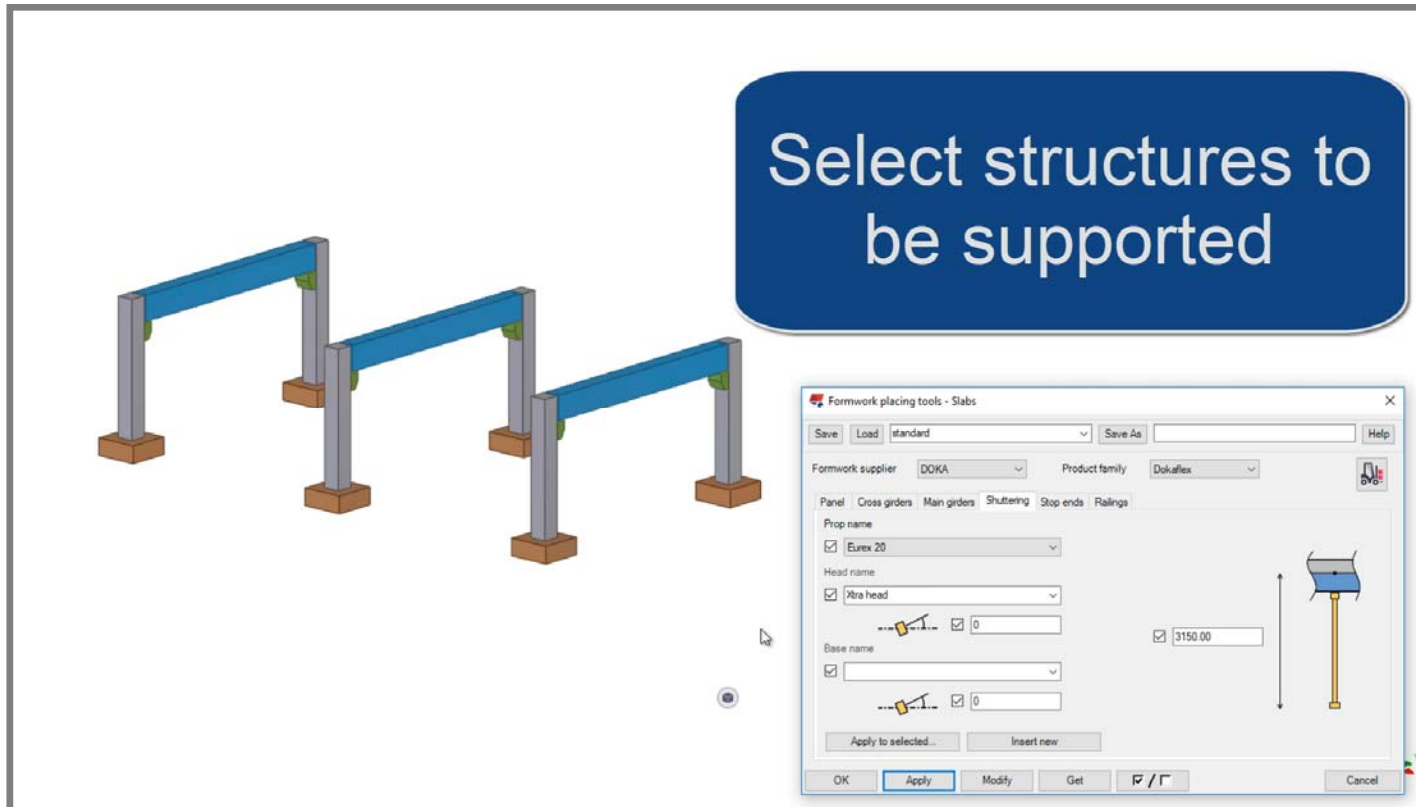 Select structures to
be supported
Formwork placing tools - Slabs
Save Load standard Save As Help
Formwork supplier DOKA Product family Dokaflex
Panel Cross girders Main girders Shuttering Stop ends Railings
Prop name
Eurex 20
Head name
Xtra head
0
3150.00
Base name
0
Apply to selected... Insert new
OK Apply Modify Get / Cancel